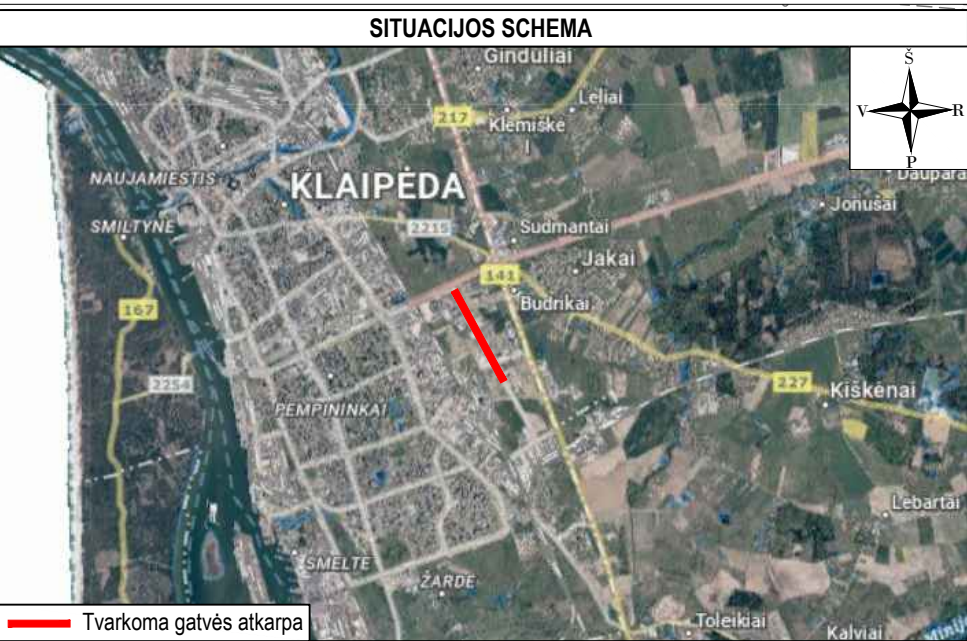 SITUACIJOS SCHEMA
Ginduliai
Š
V
R
P
217
Leliai
Klemiškė
I
NAUJAMIESTIS
KLAIPĖDA
Jonušai
SMILTYNĖ
2215
Sudmantai
Jakai
141
Budrikai
167
2254
227
Kiškėnai
PEMPININKAI
Lebartai
SMELTĖ
ŽARDĖ
Toleikiai
Kalviai
Tvarkoma gatvės atkarpa